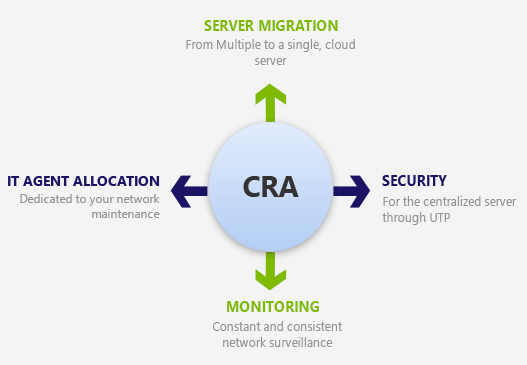 SERVER MIGRATION
From Multiple to a single, cloud
server
IT AGENT ALLOCATION
Dedicated to your network
maintenance
CRA
SECURITY
For the centralized server
through UTP
MONITORING
Constant and consistent
network surveillance